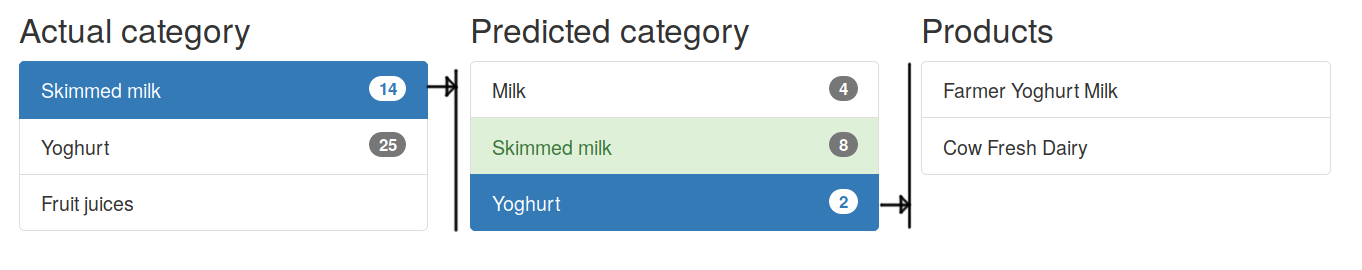 Actual category
Skimmed milk 14
Yoghurt 25
Fruit juices
Predicted category
Milk 4
Skimmed milk 8
Yoghurt 2
Products
Farmer Yoghurt Milk
Cow Fresh Dairy